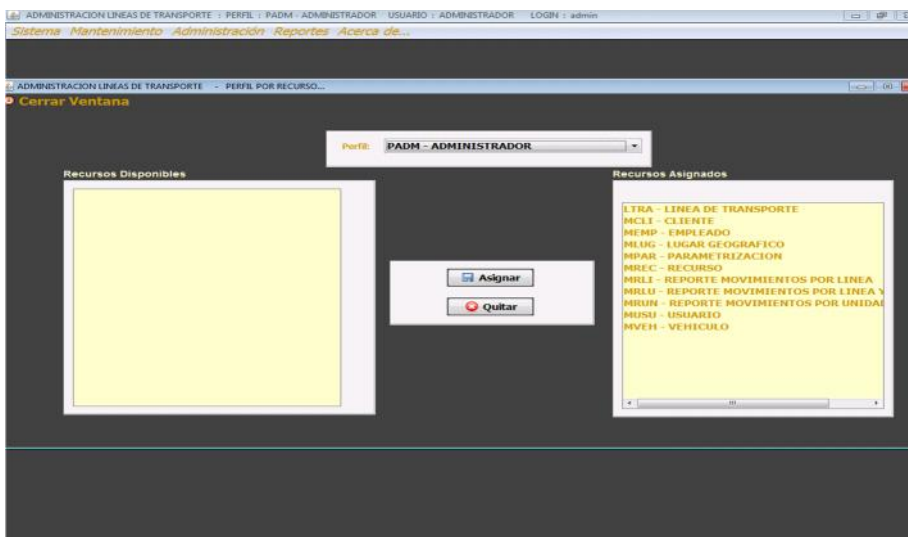 ADMINISTRACION LINEAS DE TRANSPORTE : PERFIL : PADM - ADMINISTRADOR USUARIO : ADMINISTRADOR LOGIN : admin
Sistema Mantenimiento Administración Reportes Acerca de...
ADMINISTRACION LINEAS DE TRANSPORTE - PERFIL POR RECURSO...
Cerrar Ventana
Perfil: PADM - ADMINISTRADOR
Recursos Disponibles
Recursos Asignados
LTRA - LINEA DE TRANSPORTE
MCLI - CLIENTE
MEMP - EMPLEADO
MLUG - LUGAR GEOGRAFICO
MPAR - PARAMETRIZACION
MREC - RECURSO
MRLI - REPORTE MOVIMIENTOS POR LINEA
MRLU - REPORTE MOVIMIENTOS POR LINEA Y
MRUN - REPORTE MOVIMIENTOS POR UNIDAD
MUSU - USUARIO
MVEH - VEHICULO
Asignar
Quitar